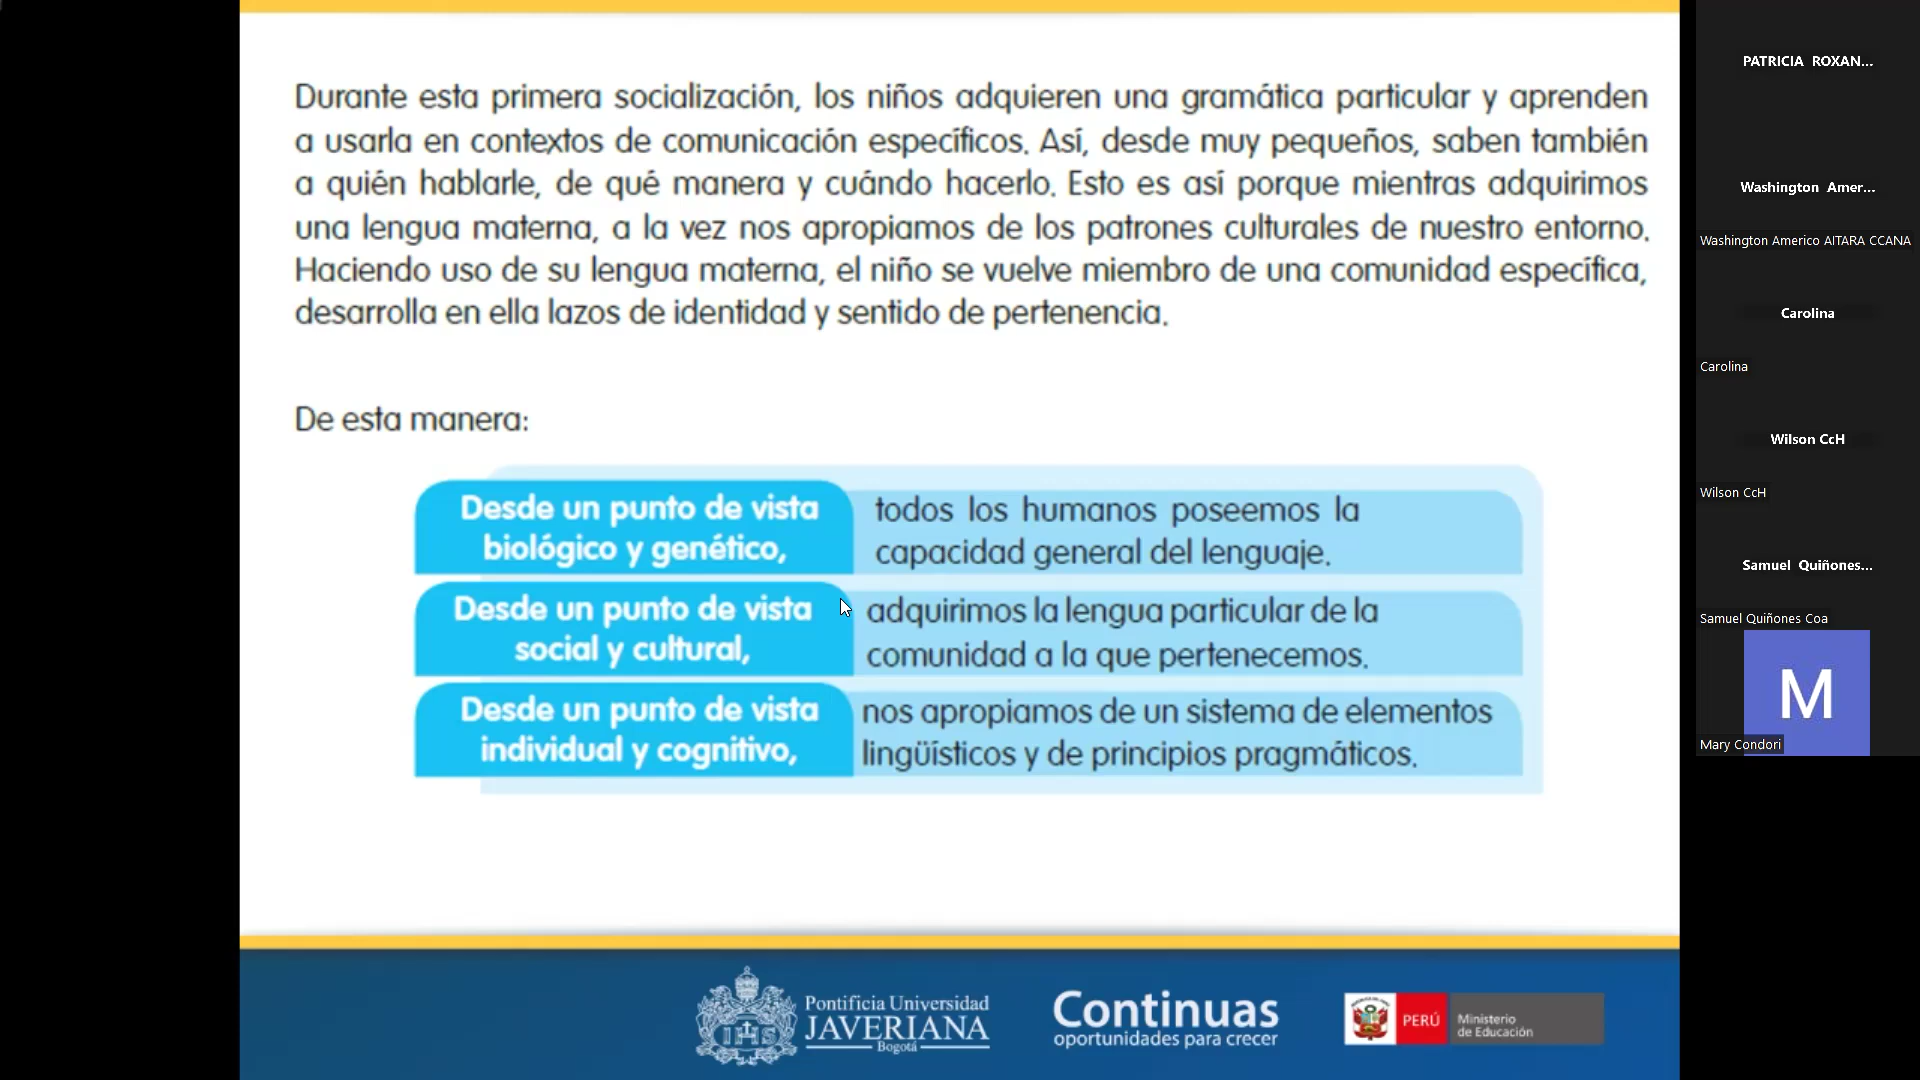 Durante esta primera socialización, los niños adquieren una gramática particular y aprenden
a usarla en contextos de comunicación específicos. Así, desde muy pequeños, saben también
a quién hablarle, de qué manera y cuándo hacerlo. Esto es así porque mientras adquirimos
una lengua materna, a la vez nos apropiamos de los patrones culturales de nuestro entorno.
Haciendo uso de su lengua materna, el niño se vuelve miembro de una comunidad específica,
desarrolla en ella lazos de identidad y sentido de pertenencia.
De esta manera:
Desde un punto de vista
biológico y genético,
todos los humanos poseemos la
capacidad general del lenguaje.
Desde un punto de vista
social y cultural,
adquirimos la lengua particular de la
comunidad a la que pertenecemos.
Desde un punto de vista
individual y cognitivo,
nos apropiamos de un sistema de elementos
lingüísticos y de principios pragmáticos.
Pontificia Universidad
JAVERIANA
Bogotá
IHS
Continuas
oportunidades para crecer
PERÚ
Ministerio
de Educación
PATRICIA ROXAN...
Washington Amer...
Washington Americo AITARA CCANA
Carolina
Carolina
Wilson CcH
Wilson CcH
Samuel Quiñones...
Samuel Quiñones Coa
M
Mary Condori